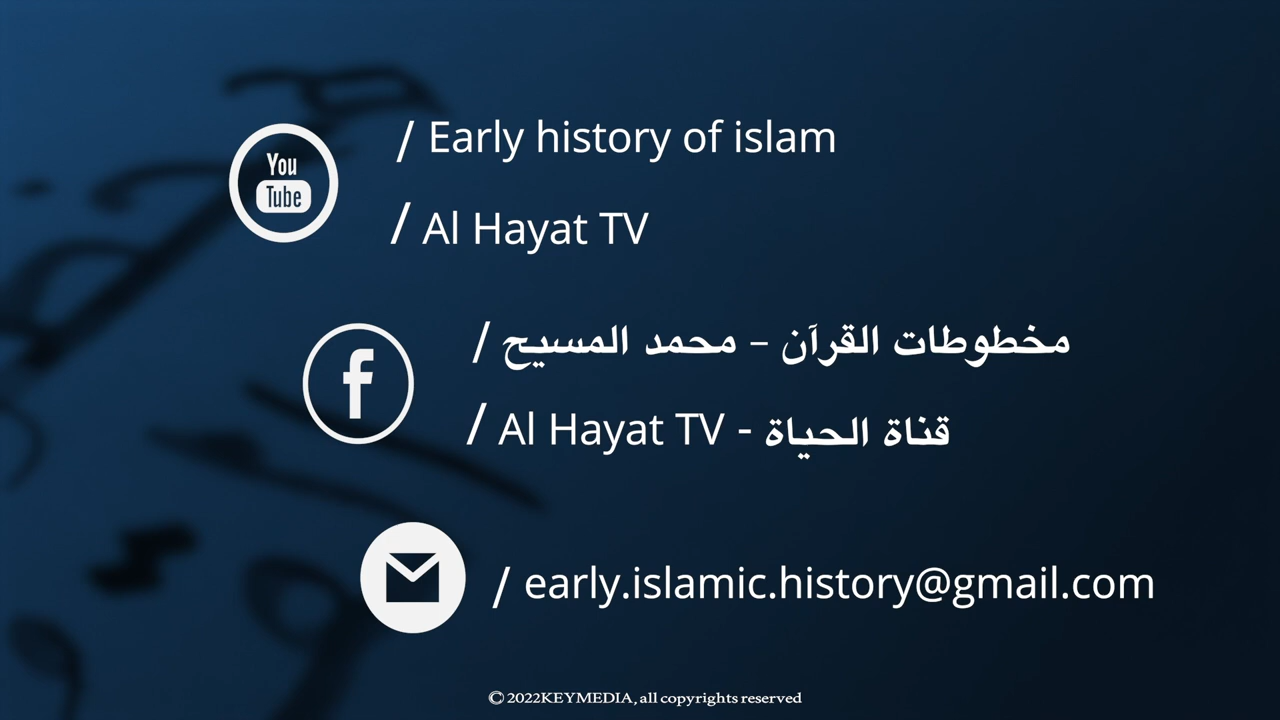 You
Tube
/ Early history of islam
/ Al Hayat TV
/ مخطوطات القرآن – محمد المسيح
/ Al Hayat TV - قناة الحياة
/ early.islamic.history@gmail.com
© 2022KEYMEDIA, all copyrights reserved